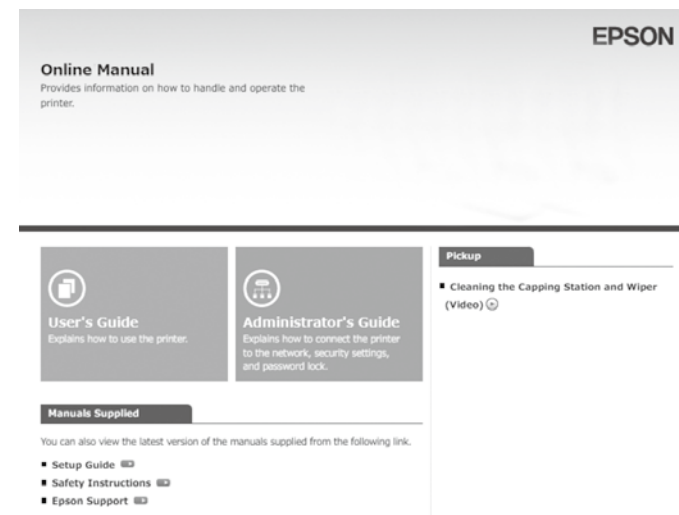 EPSON
Online Manual
Provides information on how to handle and operate the
printer.
User's Guide
Explains how to use the printer.
Administrator's Guide
Explains how to connect the printer
to the network, security settings,
and password lock.
Manuals Supplied
You can also view the latest version of the manuals supplied from the following link.
Setup Guide
Safety Instructions
Epson Support
Pickup
Cleaning the Capping Station and Wiper
(Video)